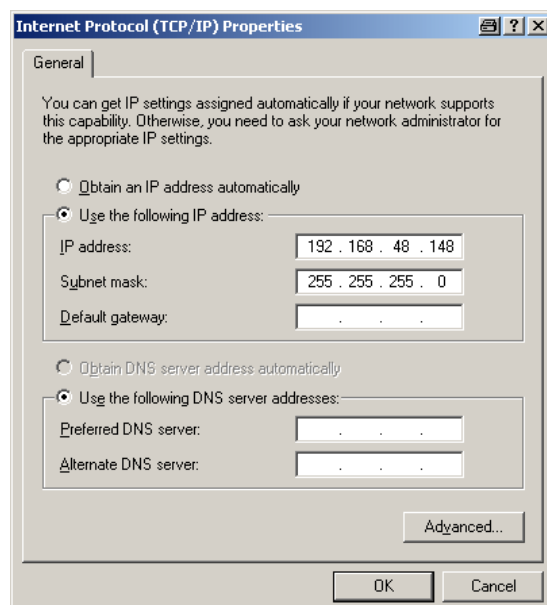 Internet Protocol (TCP/IP) Properties
General
You can get IP settings assigned automatically if your network supports
this capability. Otherwise, you need to ask your network administrator for
the appropriate IP settings.
Obtain an IP address automatically
Use the following IP address:
IP address: 192 . 168 . 48 . 148
Subnet mask: 255 . 255 . 255 . 0
Default gateway: . . .
Obtain DNS server address automatically
Use the following DNS server addresses:
Preferred DNS server: . . .
Alternate DNS server: . . .
Advanced...
OK Cancel